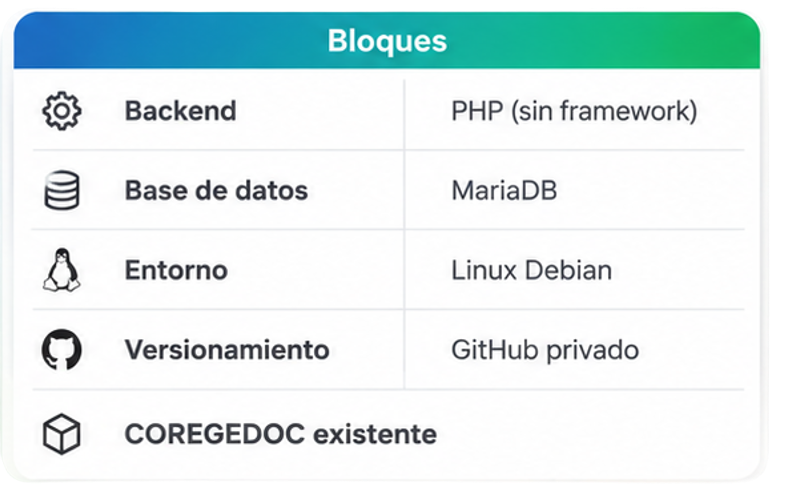 Bloques
Backend PHP (sin framework)
Base de datos MariaDB
Entorno Linux Debian
Versionamiento GitHub privado
COREGEDOC existente